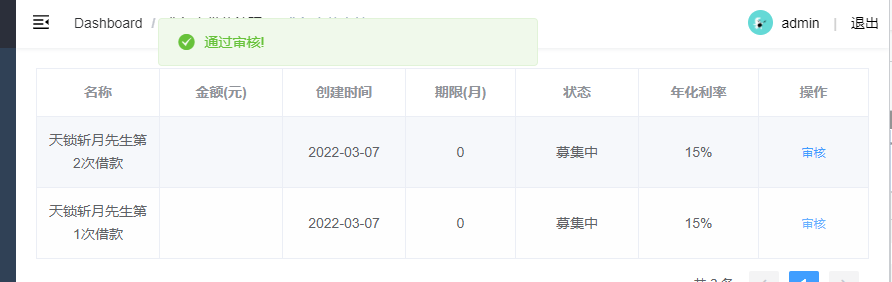 Dashboard /
admin | 退出
通过审核!
名称 金额(元) 创建时间 期限(月) 状态 年化利率 操作
天锁斩月先生第
2次借款 2022-03-07 0 募集中 15% 审核
天锁斩月先生第
1次借款 2022-03-07 0 募集中 15% 审核